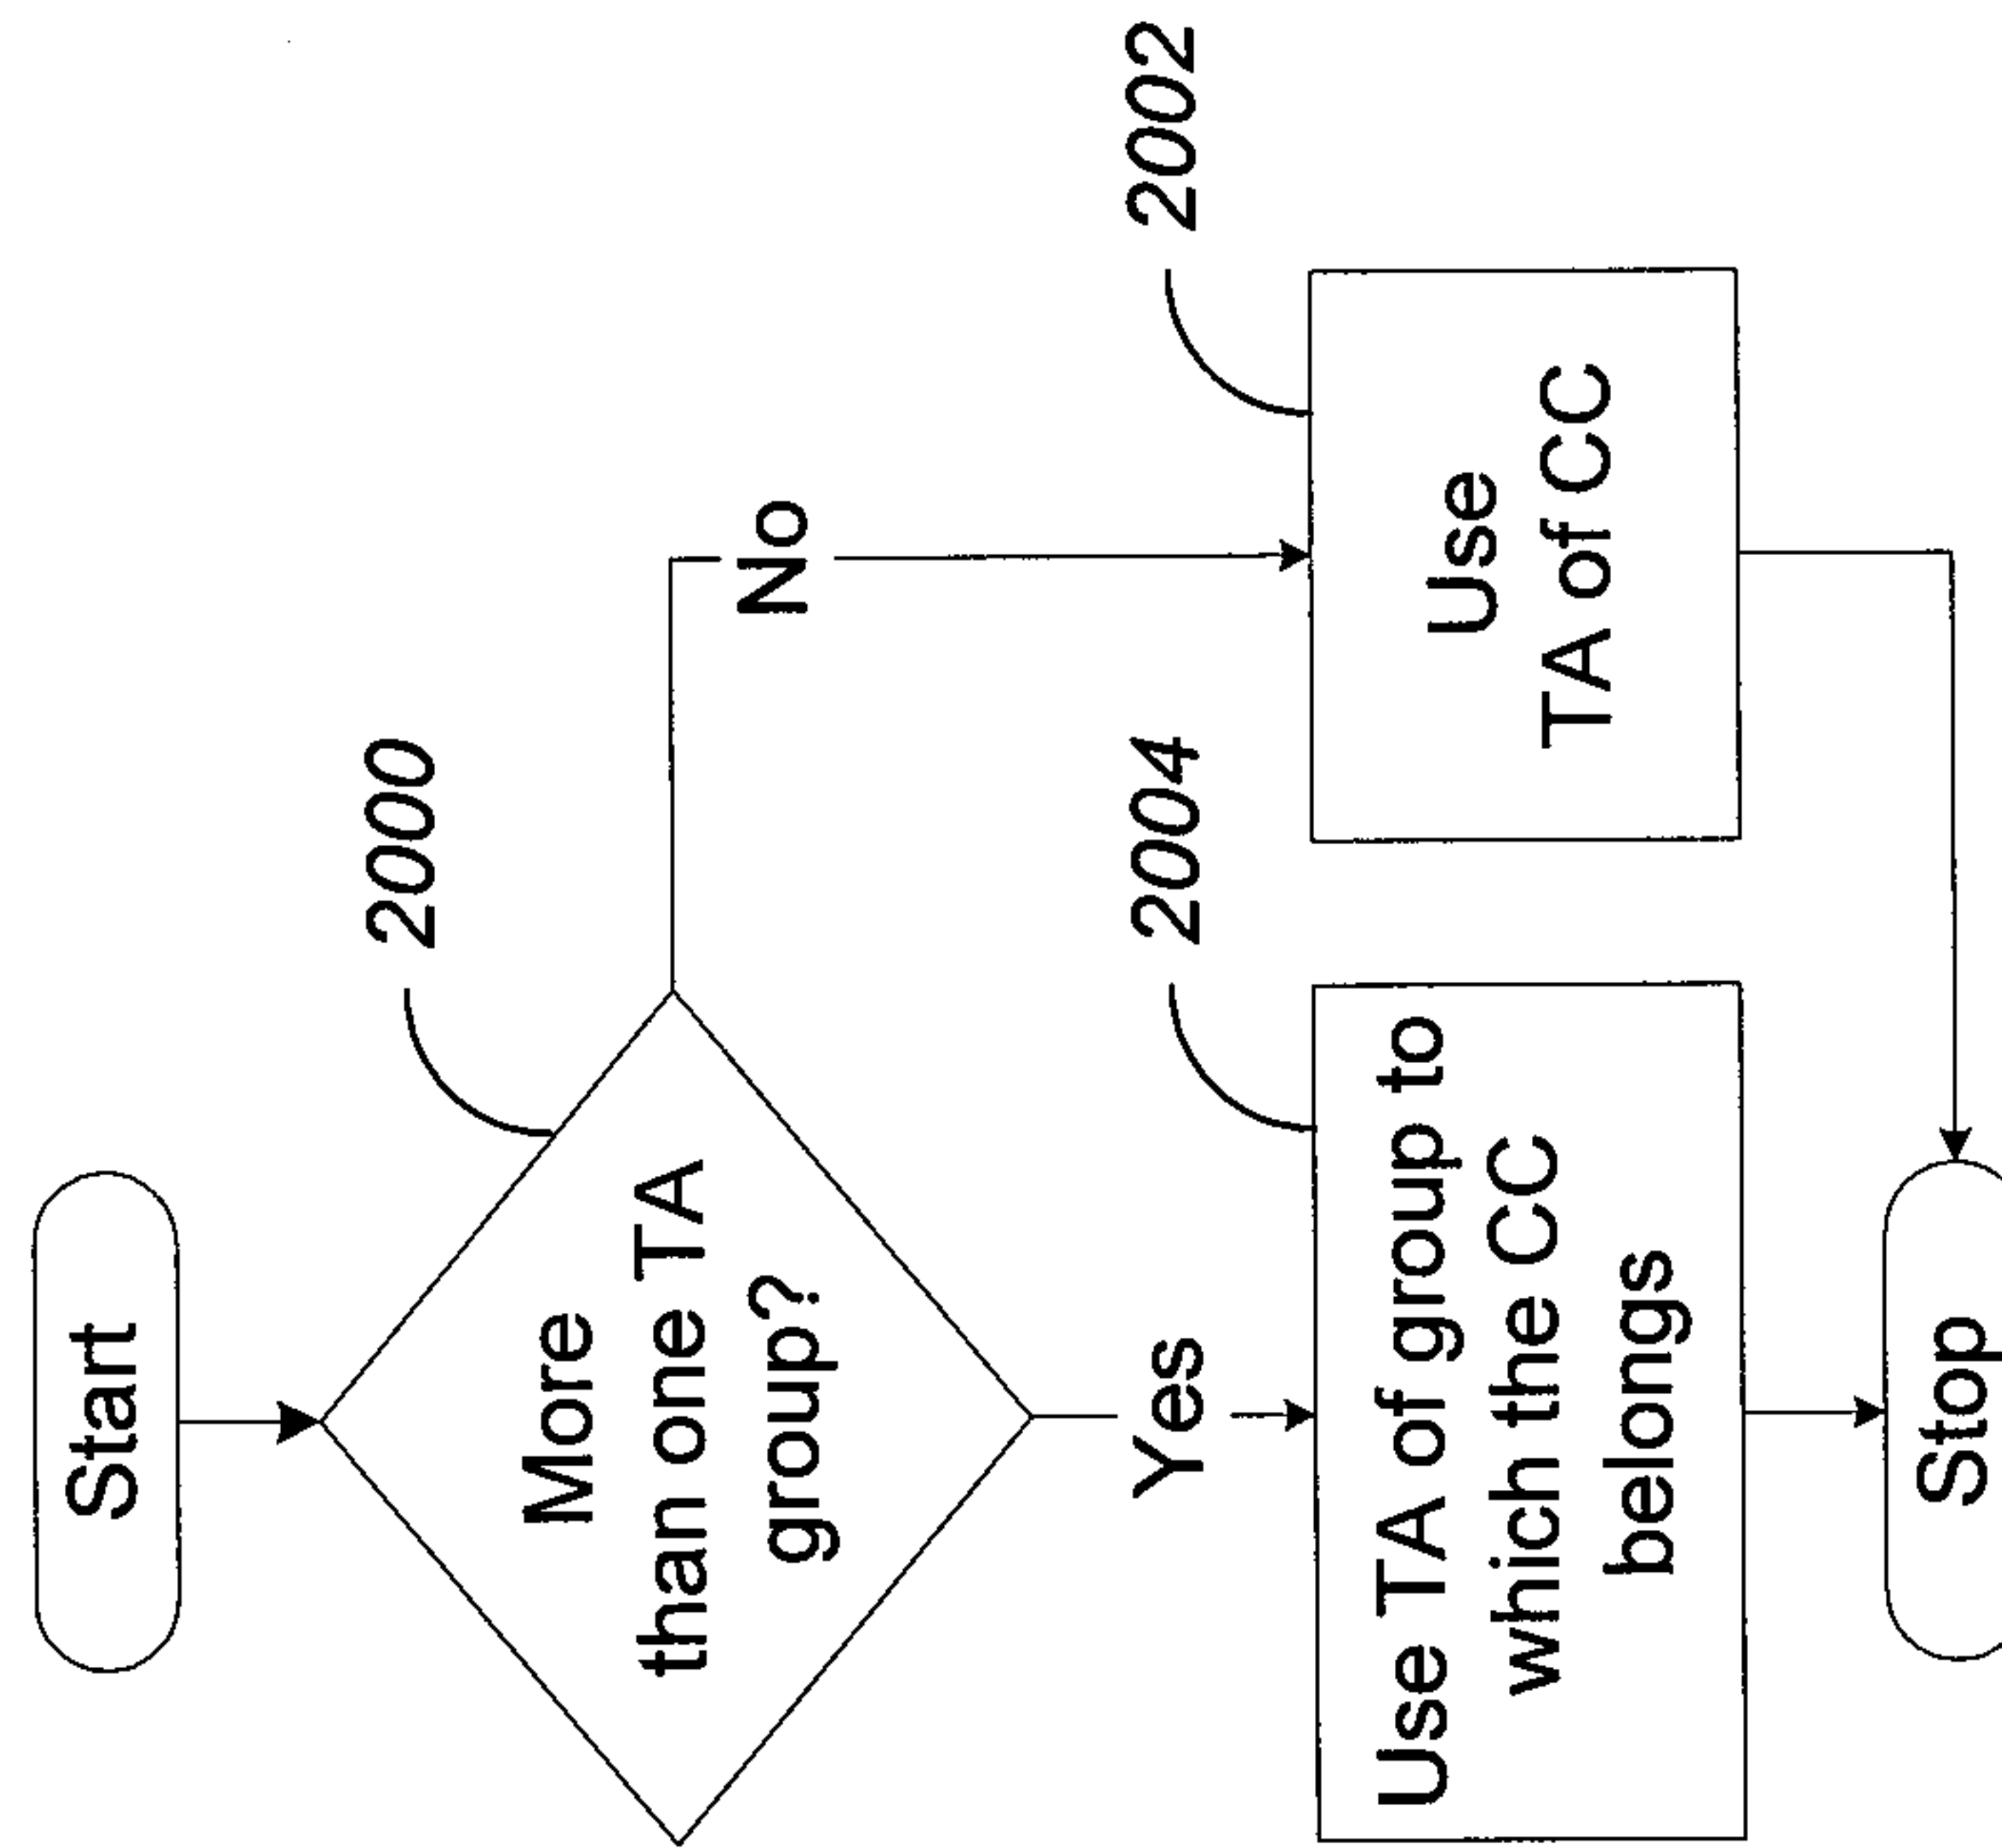 Start
2000
More
than one TA
group?
No
Yes
2004
Use TA of group to
which the CC
belongs
2002
Use
TA of CC
Stop